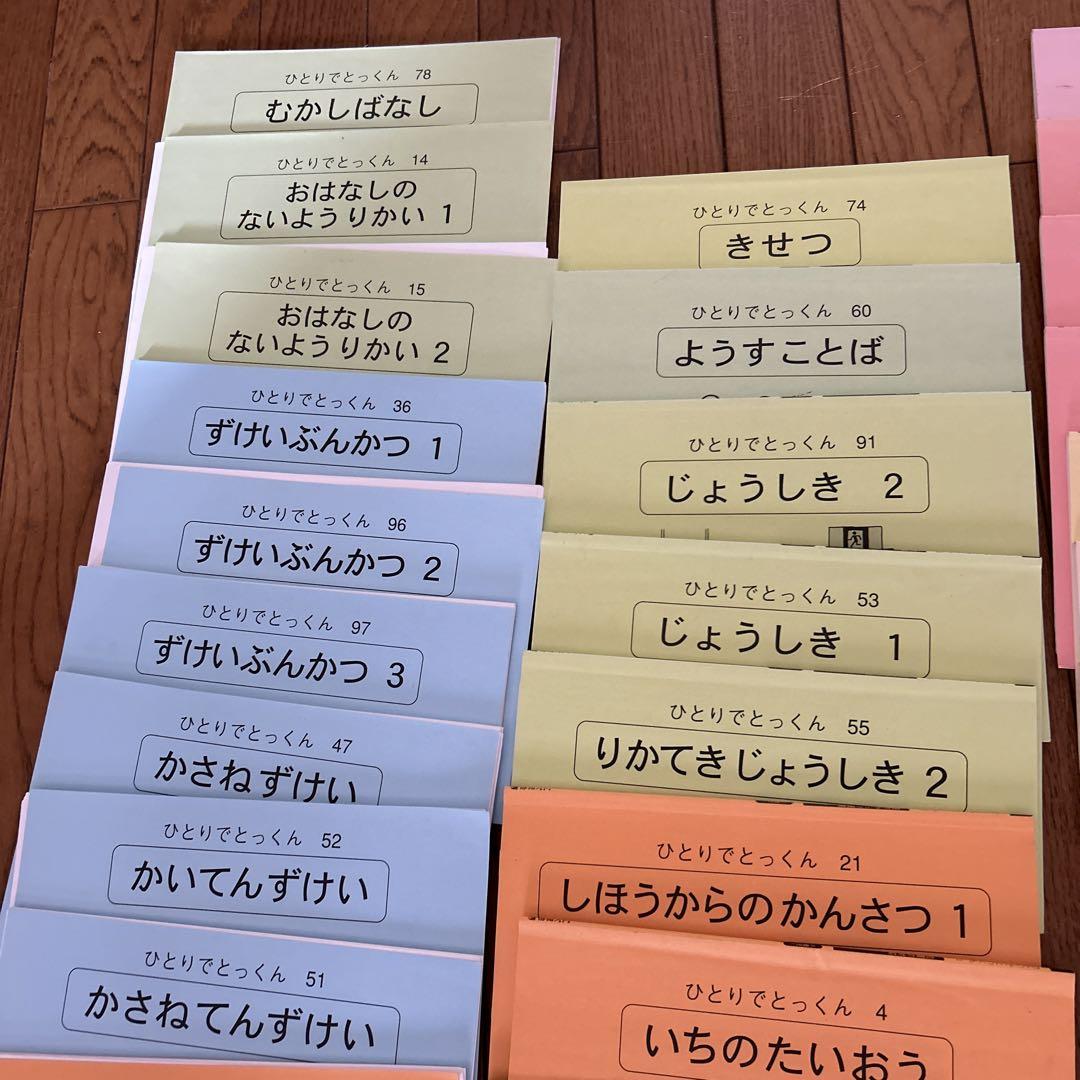 ひとりでとっくん 78
むかしばなし
ひとりでとっくん 14
おはなしの
ないようりかい 1
ひとりでとっくん 15
おはなしの
ないようりかい 2
ひとりでとっくん 36
ずけいぶんかつ 1
ひとりでとっくん 96
ずけいぶんかつ 2
ひとりでとっくん 97
ずけいぶんかつ 3
ひとりでとっくん 47
かさねずけい
ひとりでとっくん 52
かいてんずけい
ひとりでとっくん 51
かさねてんずけい
ひとりでとっくん 74
きせつ
ひとりでとっくん 60
ようすことば
ひとりでとっくん 91
じょうしき 2
ひとりでとっくん 53
じょうしき 1
ひとりでとっくん 55
りかてきじょうしき 2
ひとりでとっくん 21
しほうからのかんさつ 1
ひとりでとっくん 4
いちのたいおう